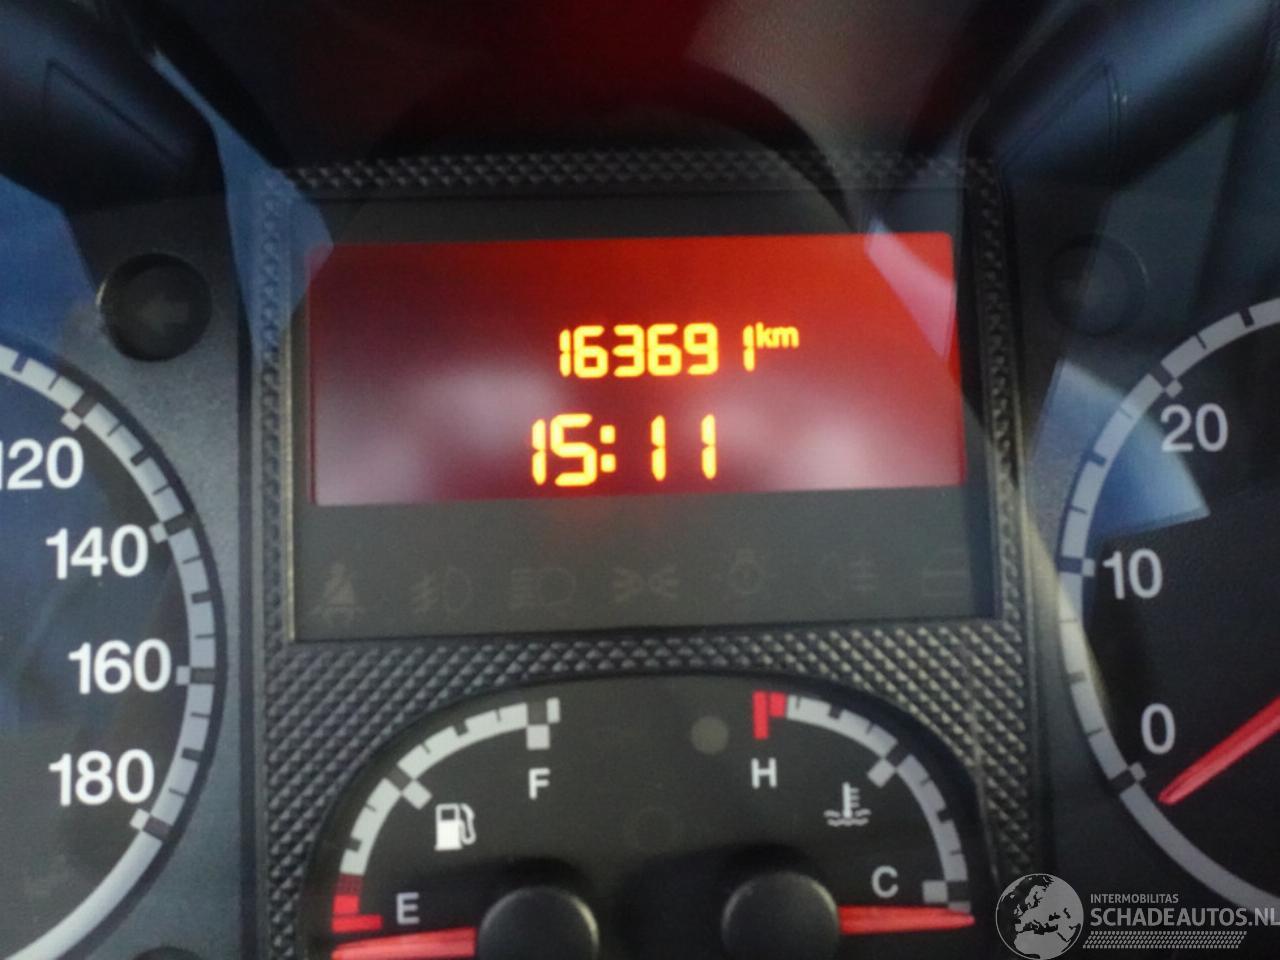 163691 km
15:11
120
140
160
180
20
10
0
F
H
E
C
INTERMOBILITAS
SCHADEAUTOS.NL